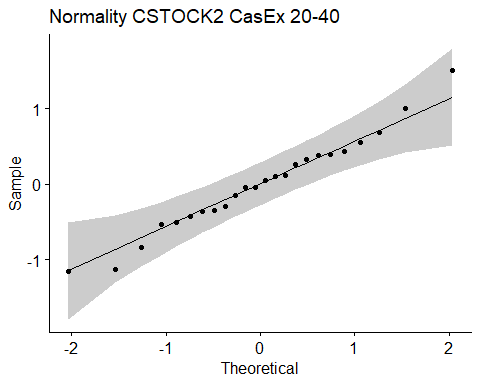 Normality CSTOCK2 CasEx 20-40
Sample
1
0
-1
-2 -1 0 1 2
Theoretical